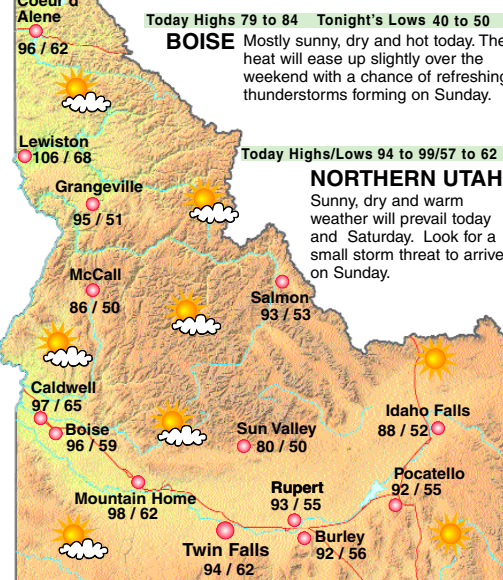 Coeur d'
Alene
96 / 62
Today Highs 79 to 84 Tonight's Lows 40 to 50
BOISE Mostly sunny, dry and hot today. The
heat will ease up slightly over the
weekend with a chance of refreshing
thunderstorms forming on Sunday.
Today Highs/Lows 94 to 99/57 to 62
NORTHERN UTAH
Sunny, dry and warm
weather will prevail today
and Saturday. Look for a
small storm threat to arrive
on Sunday.
Lewiston
106 / 68
Grangeville
95 / 51
McCall
86 / 50
Salmon
93 / 53
Caldwell
97 / 65
Boise
96 / 59
Sun Valley
80 / 50
Idaho Falls
88 / 52
Mountain Home
98 / 62
Rupert
93 / 55
Pocatello
92 / 55
Twin Falls
94 / 62
Burley
92 / 56